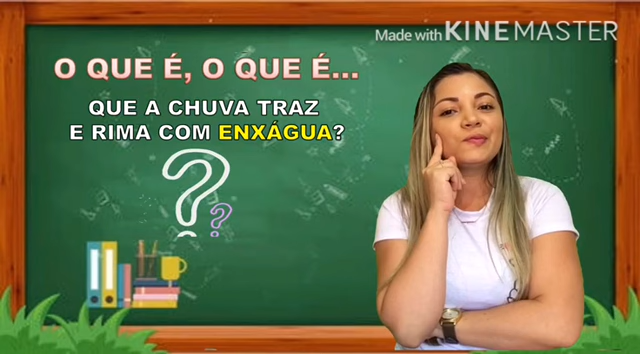 Made with KINEMASTER
O QUE É, O QUE É...
QUE A CHUVA TRAZ
E RIMA COM ENXÁGUA?
??